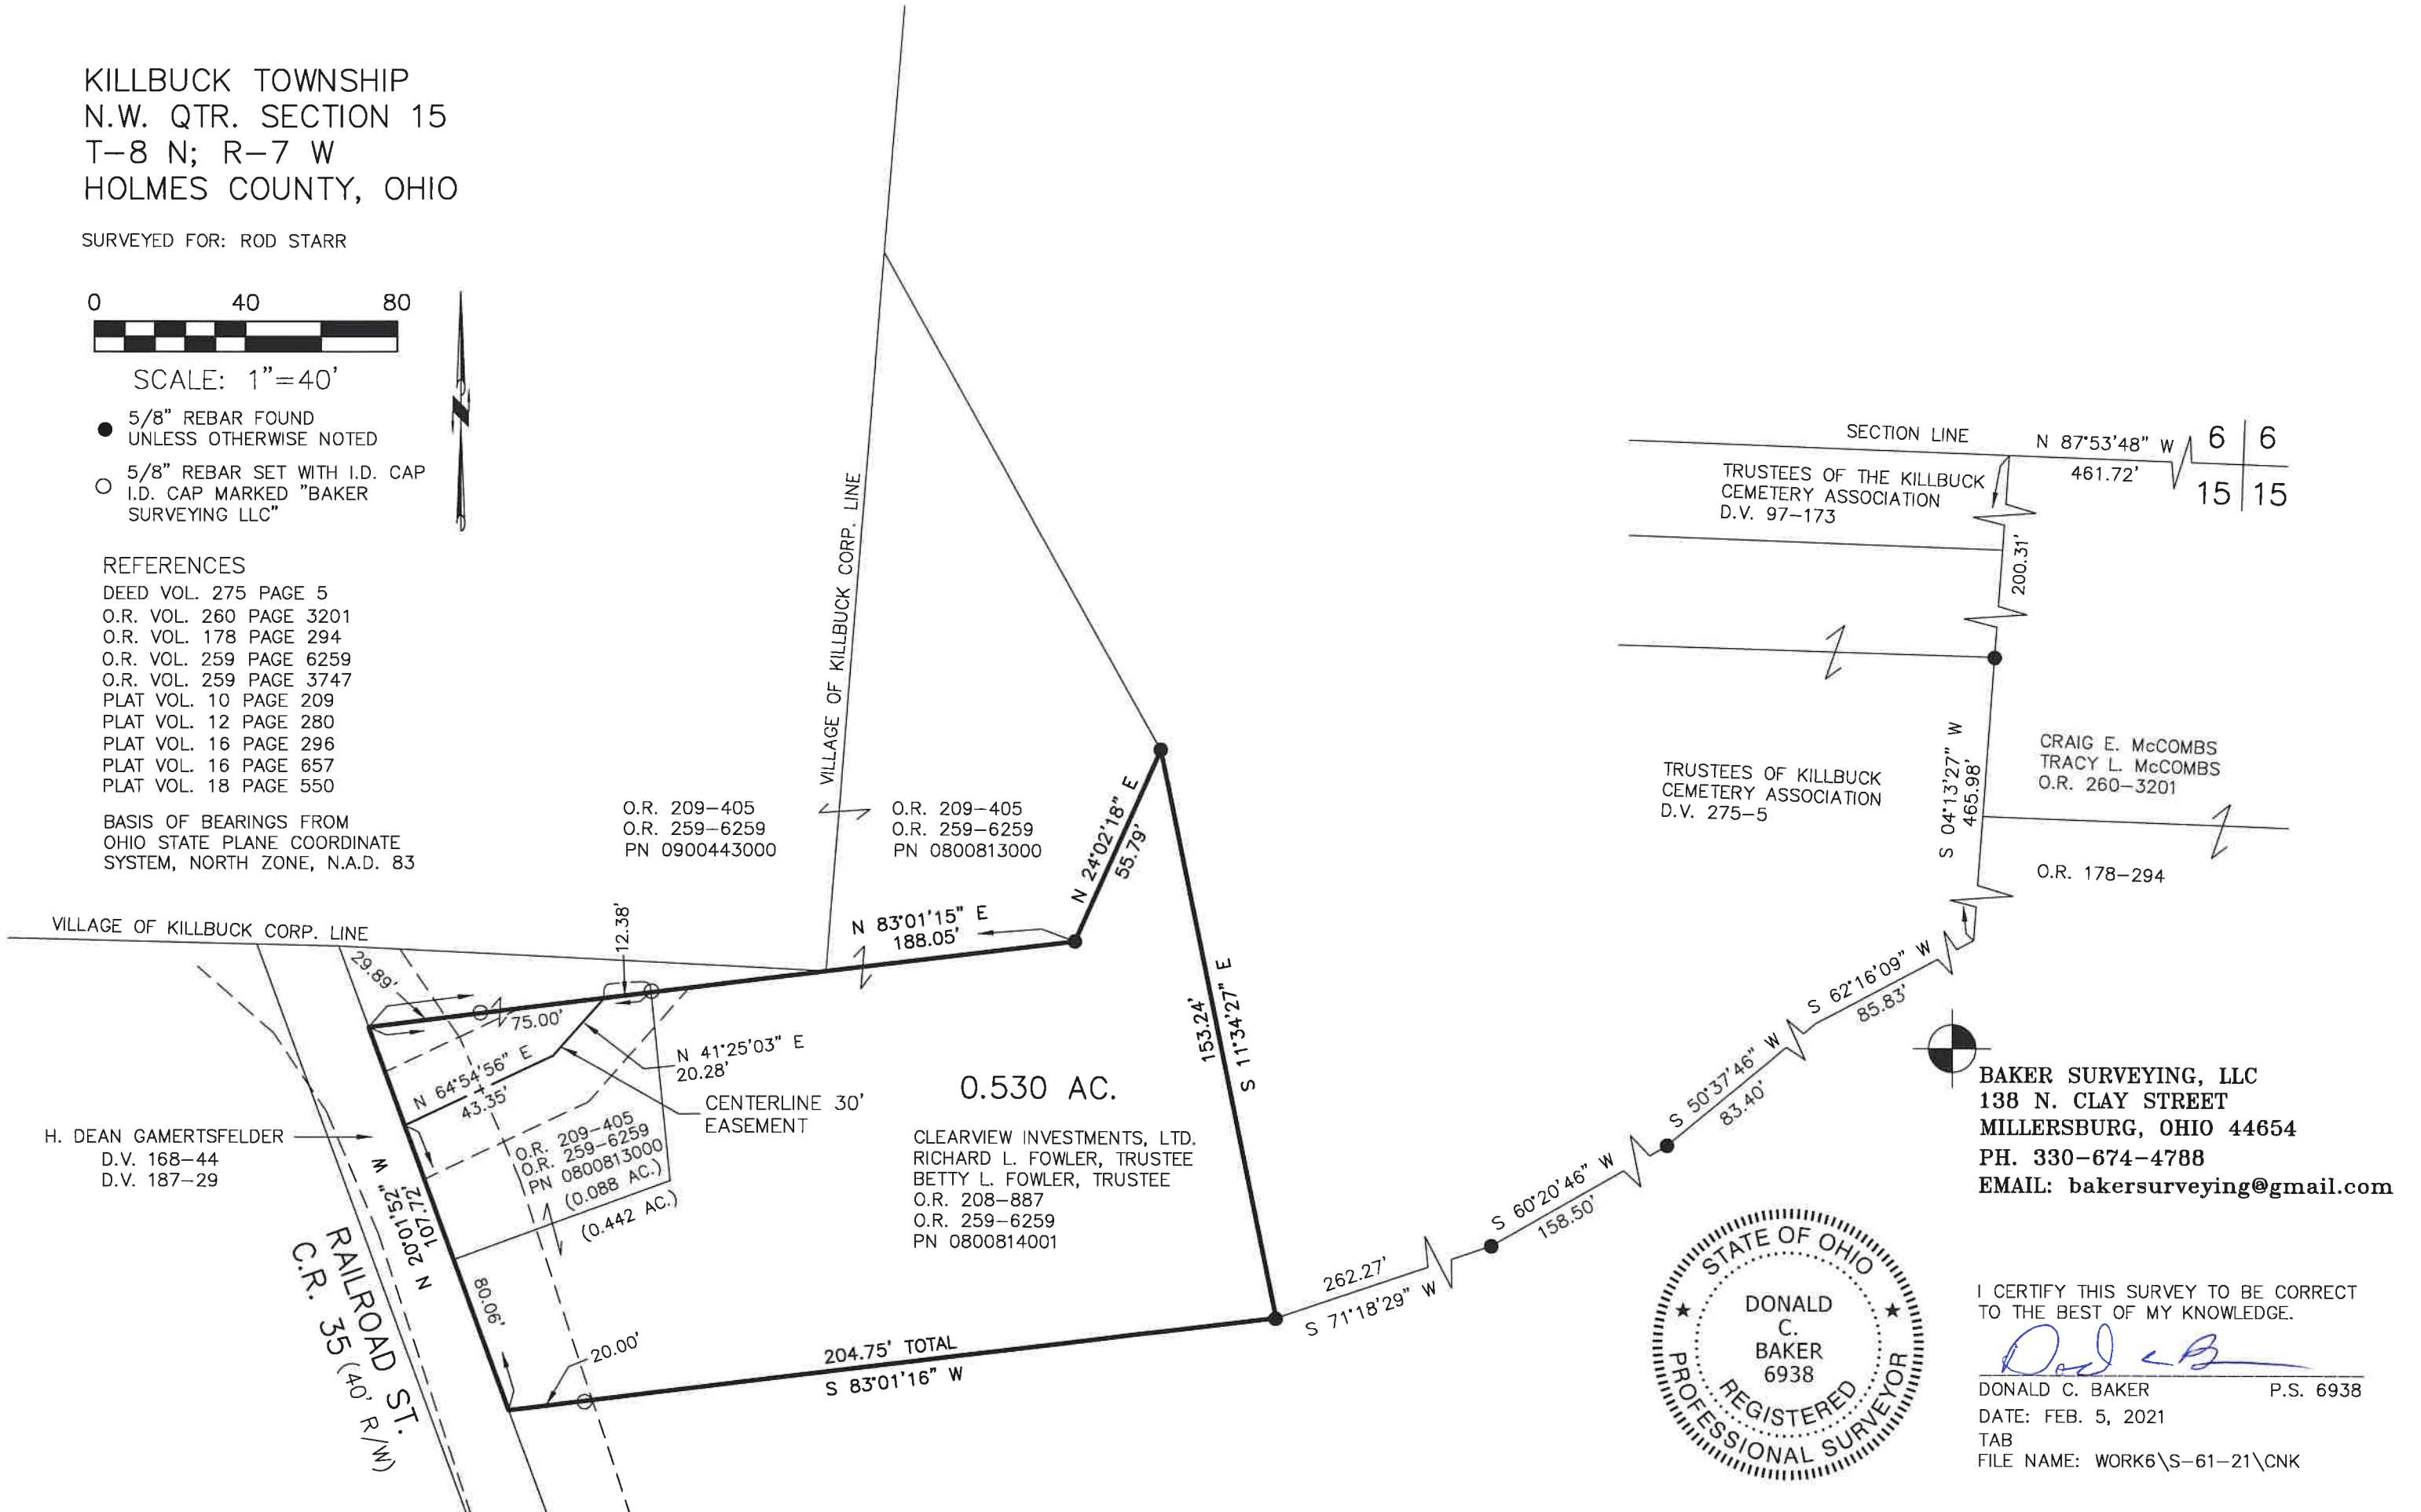 KILLBUCK TOWNSHIP
N.W. QTR. SECTION 15
T-8 N; R-7 W
HOLMES COUNTY, OHIO
SURVEYED FOR: ROD STARR
0 40 80
SCALE: 1"=40'
5/8" REBAR FOUND
UNLESS OTHERWISE NOTED
5/8" REBAR SET WITH I.D. CAP
I.D. CAP MARKED "BAKER
SURVEYING LLC"
N
REFERENCES
DEED VOL. 275 PAGE 5
O.R. VOL. 260 PAGE 3201
O.R. VOL. 178 PAGE 294
O.R. VOL. 259 PAGE 6259
O.R. VOL. 259 PAGE 3747
PLAT VOL. 10 PAGE 209
PLAT VOL. 12 PAGE 280
PLAT VOL. 16 PAGE 296
PLAT VOL. 16 PAGE 657
PLAT VOL. 18 PAGE 550
BASIS OF BEARINGS FROM
OHIO STATE PLANE COORDINATE
SYSTEM, NORTH ZONE, N.A.D. 83
VILLAGE OF KILLBUCK CORP. LINE
VILLAGE OF KILLBUCK CORP. LINE
O.R. 209-405
O.R. 259-6259
PN 0900443000
O.R. 209-405
O.R. 259-6259
PN 0800813000
N 24°02'18" E
55.79'
N 83°01'15" E
188.05'
12.38'
29.89'
75.00'
N 64°54'56" E
43.35'
N 41°25'03" E
20.28'
CENTERLINE 30'
EASEMENT
O.R. 209-405
O.R. 259-6259
PN 0800813000
(0.088 AC.)
(0.442 AC.)
H. DEAN GAMERTSFELDER
D.V. 168-44
D.V. 187-29
N 20°01'52" W
107.72'
80.06'
20.00'
RAILROAD ST.
C.R. 35 (40' R/W)
204.75' TOTAL
S 83°01'16" W
0.530 AC.
CLEARVIEW INVESTMENTS, LTD.
RICHARD L. FOWLER, TRUSTEE
BETTY L. FOWLER, TRUSTEE
O.R. 208-887
O.R. 259-6259
PN 0800814001
153.24'
S 11°34'27" E
262.27'
S 71°18'29" W
S 60°20'46" W
158.50'
S 50°37'46" W
83.40'
S 62°16'09" W
85.83'
SECTION LINE
N 87°53'48" W
461.72'
6 6
15 15
TRUSTEES OF THE KILLBUCK
CEMETERY ASSOCIATION
D.V. 97-173
200.31'
TRUSTEES OF KILLBUCK
CEMETERY ASSOCIATION
D.V. 275-5
S 04°13'27" W
465.98'
CRAIG E. McCOMBS
TRACY L. McCOMBS
O.R. 260-3201
O.R. 178-294
BAKER SURVEYING, LLC
138 N. CLAY STREET
MILLERSBURG, OHIO 44654
PH. 330-674-4788
EMAIL: bakersurveying@gmail.com
STATE OF OHIO
DONALD
C.
BAKER
6938
REGISTERED
PROFESSIONAL SURVEYOR
I CERTIFY THIS SURVEY TO BE CORRECT
TO THE BEST OF MY KNOWLEDGE.
DONALD C. BAKER P.S. 6938
DATE: FEB. 5, 2021
TAB
FILE NAME: WORK6\S-61-21\CNK